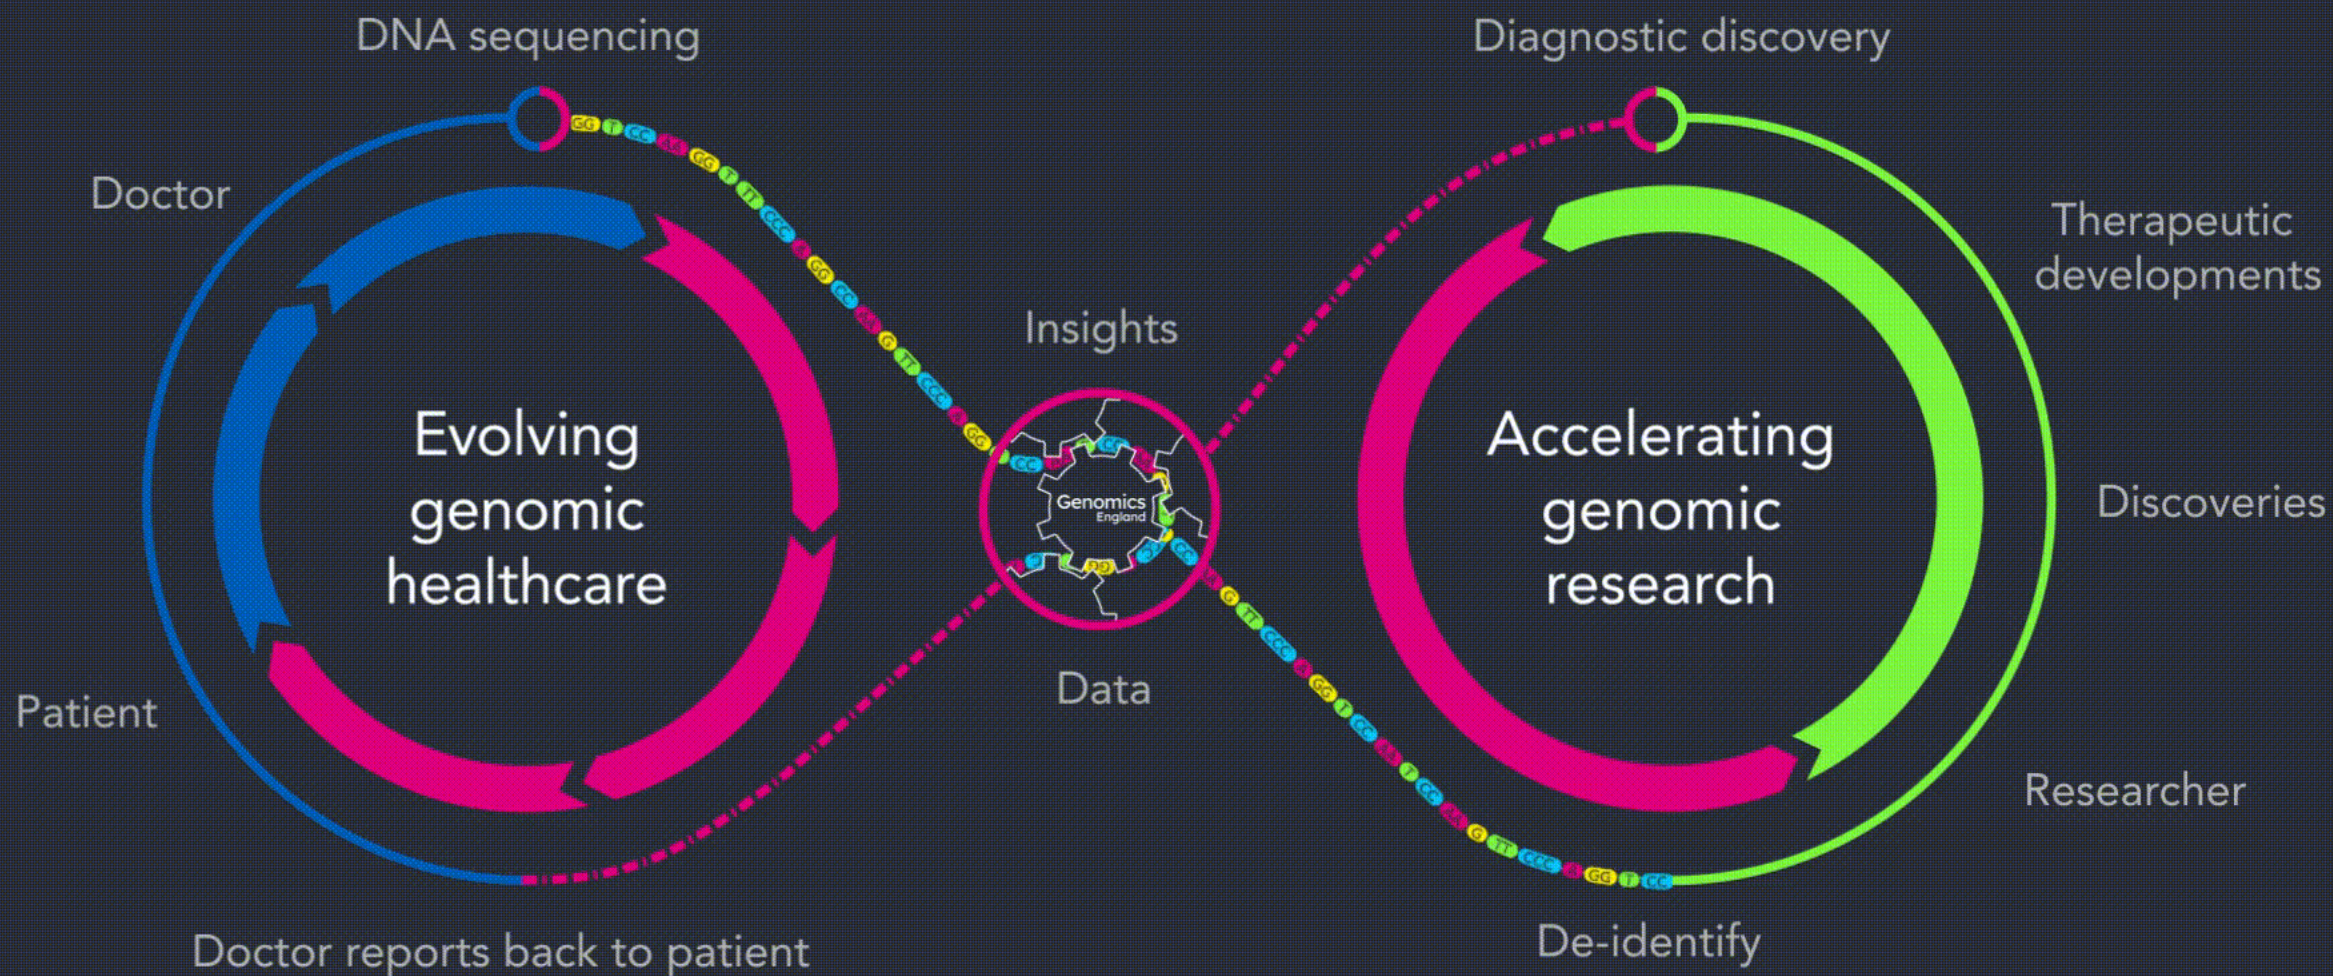 DNA sequencing
Diagnostic discovery
Doctor
Therapeutic
developments
Insights
Evolving
genomic
healthcare
Genomics
England
Accelerating
genomic
research
Discoveries
Patient
Data
Researcher
Doctor reports back to patient
De-identify